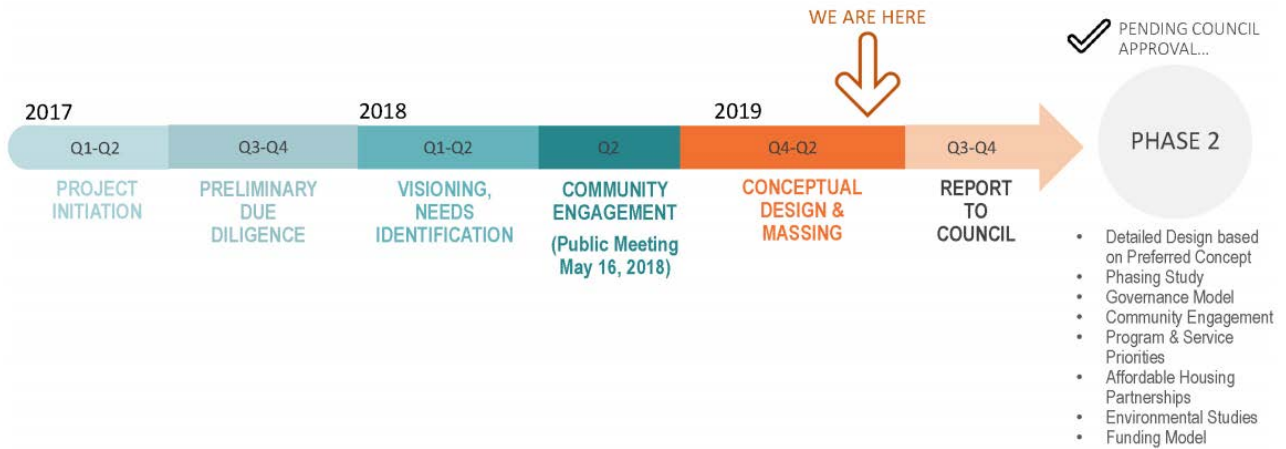 WE ARE HERE
PENDING COUNCIL
APPROVAL...
2017
2018
2019
Q1-Q2
Q3-Q4
Q1-Q2
Q2
Q4-Q2
Q3-Q4
PHASE 2
PROJECT
INITIATION
PRELIMINARY
DUE
DILIGENCE
VISIONING,
NEEDS
IDENTIFICATION
COMMUNITY
ENGAGEMENT
(Public Meeting
May 16, 2018)
CONCEPTUAL
DESIGN &
MASSING
REPORT
TO
COUNCIL
• Detailed Design based
on Preferred Concept
• Phasing Study
• Governance Model
• Community Engagement
• Program & Service
Priorities
• Affordable Housing
Partnerships
• Environmental Studies
• Funding Model